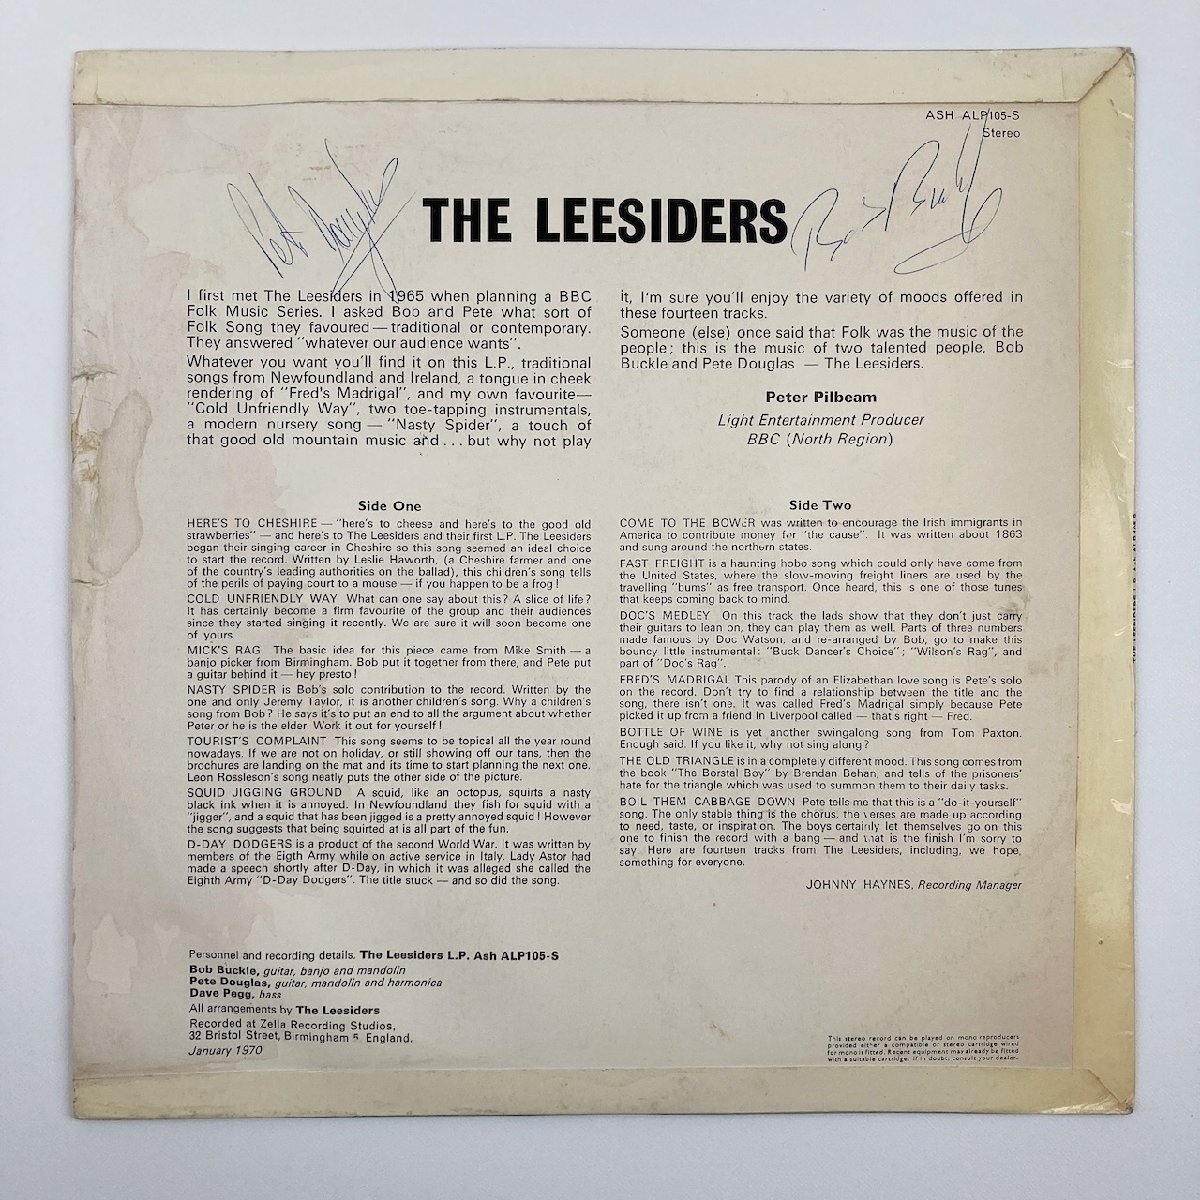 ASH ALP105-S
Stereo
Pete Douglas
THE LEESIDERS
Bob Buckle
I first met The Leesiders in 1965 when planning a BBC
Folk Music Series. I asked Bob and Pete what sort of
Folk Song they favoured — traditional or contemporary.
They answered "whatever our audience wants".
Whatever you want you'll find it on this L.P., traditional
songs from Newfoundland and Ireland, a tongue in cheek
rendering of "Fred's Madrigal", and my own favourite—
"Cold Unfriendly Way", two toe-tapping instrumentals,
a modern nursery song — "Nasty Spider", a touch of
that good old mountain music and . . . but why not play
it, I'm sure you'll enjoy the variety of moods offered in
these fourteen tracks.
Someone (else) once said that Folk was the music of the
people; this is the music of two talented people. Bob
Buckle and Pete Douglas — The Leesiders.
Peter Pilbeam
Light Entertainment Producer
BBC (North Region)
Side One
HERE'S TO CHESHIRE — "here's to cheese and here's to the good old
strawberries" — and here's to The Leesiders and their first L.P. The Leesiders
began their singing career in Cheshire so this song seemed an ideal choice
to start the record. Written by Leslie Haworth, (a Cheshire farmer and one
of the country's leading authorities on the ballad), this children's song tells
of the perils of paying court to a mouse — if you happen to be a frog!
COLD UNFRIENDLY WAY What can one say about this? A slice of life?
It has certainly become a firm favourite of the group and their audiences
since they started singing it recently. We are sure it will soon become one
of yours
MICK'S RAG The basic idea for this piece came from Mike Smith — a
banjo picker from Birmingham. Bob put it together from there, and Pete put
a guitar behind it — hey presto!
NASTY SPIDER is Bob's solo contribution to the record. Written by the
one and only Jeremy Taylor, it is another children's song. Why a children's
song from Bob? He says it's to put an end to all the argument about whether
Peter or he is the elder. Work it out for yourself!
TOURIST'S COMPLAINT This song seems to be topical all the year round
nowadays. If we are not on holiday, or still showing off our tans, then the
brochures are landing on the mat and its time to start planning the next one.
Leon Rossleson's song neatly puts the other side of the picture.
SQUID JIGGING GROUND A squid, like an octopus, squirts a nasty
black ink when it is annoyed. In Newfoundland they fish for squid with a
"jigger", and a squid that has been jigged is a pretty annoyed squid! However
the song suggests that being squirted at is all part of the fun.
D-DAY DODGERS is a product of the second World War. It was written by
members of the Eigth Army while on active service in Italy. Lady Astor had
made a speech shortly after D-Day, in which it was alleged she called the
Eighth Army "D-Day Dodgers". The title stuck — and so did the song.
Side Two
COME TO THE BOWER was written to encourage the Irish immigrants in
America to contribute money for "the cause". It was written about 1863
and sung around the northern states.
FAST FREIGHT is a haunting hobo song which could only have come from
the United States, where the slow-moving freight liners are used by the
travelling "bums" as free transport. Once heard, this is one of those tunes
that keeps coming back to mind.
DOC'S MEDLEY On this track the lads show that they don't just carry
their guitars to lean on, they can play them as well. Parts of three numbers
made famous by Doc Watson, and re-arranged by Bob, go to make this
bouncy little instrumental: "Buck Dancer's Choice"; "Wilson's Rag", and
part of "Doc's Rag".
FRED'S MADRIGAL This parody of an Elizabethan love song is Pete's solo
on the record. Don't try to find a relationship between the title and the
song, there isn't one. It was called Fred's Madrigal simply because Pete
picked it up from a friend in Liverpool called — that's right — Fred.
BOTTLE OF WINE is yet another swingalong song from Tom Paxton.
Enough said. If you like it, why not sing along?
THE OLD TRIANGLE is in a completely different mood. This song comes from
the book "The Borstal Boy" by Brendan Behan, and tells of the prisoners'
hate for the triangle which was used to summon them to their daily tasks.
BOIL THEM CABBAGE DOWN Pete tells me that this is a "do-it-yourself"
song. The only stable thing is the chorus; the verses are made up according
to need, taste, or inspiration. The boys certainly let themselves go on this
one to finish the record with a bang — and that is the finish I'm sorry to
say. Here are fourteen tracks from The Leesiders, including, we hope,
something for everyone.
JOHNNY HAYNES, Recording Manager
Personnel and recording details. The Leesiders L.P. Ash ALP105-S
Bob Buckle, guitar, banjo and mandolin
Pete Douglas, guitar, mandolin and harmonica
Dave Pegg, bass
All arrangements by The Leesiders
Recorded at Zella Recording Studios,
32 Bristol Street, Birmingham 5, England.
January 1970
This stereo record can be played on mono reproducers
provided either a compatible or stereo cartridge wired
for mono is fitted. Recent equipment may already be fitted
with a suitable cartridge. If in doubt, consult your dealer.